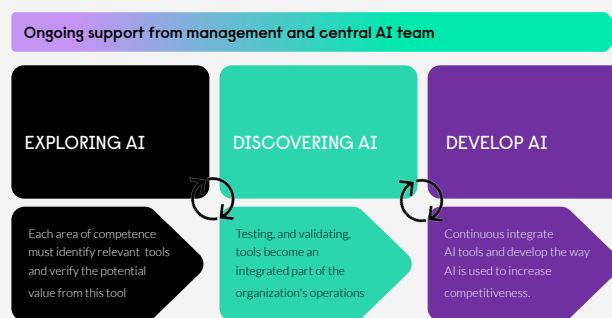 Ongoing support from management and central AI team
EXPLORING AI
DISCOVERING AI
DEVELOP AI
Each area of competence
must identify relevant tools
and verify the potential
value from this tool
Testing, and validating,
tools become an
integrated part of the
organization's operations
Continuous integrate
AI tools and develop the way
AI is used to increase
competitiveness.